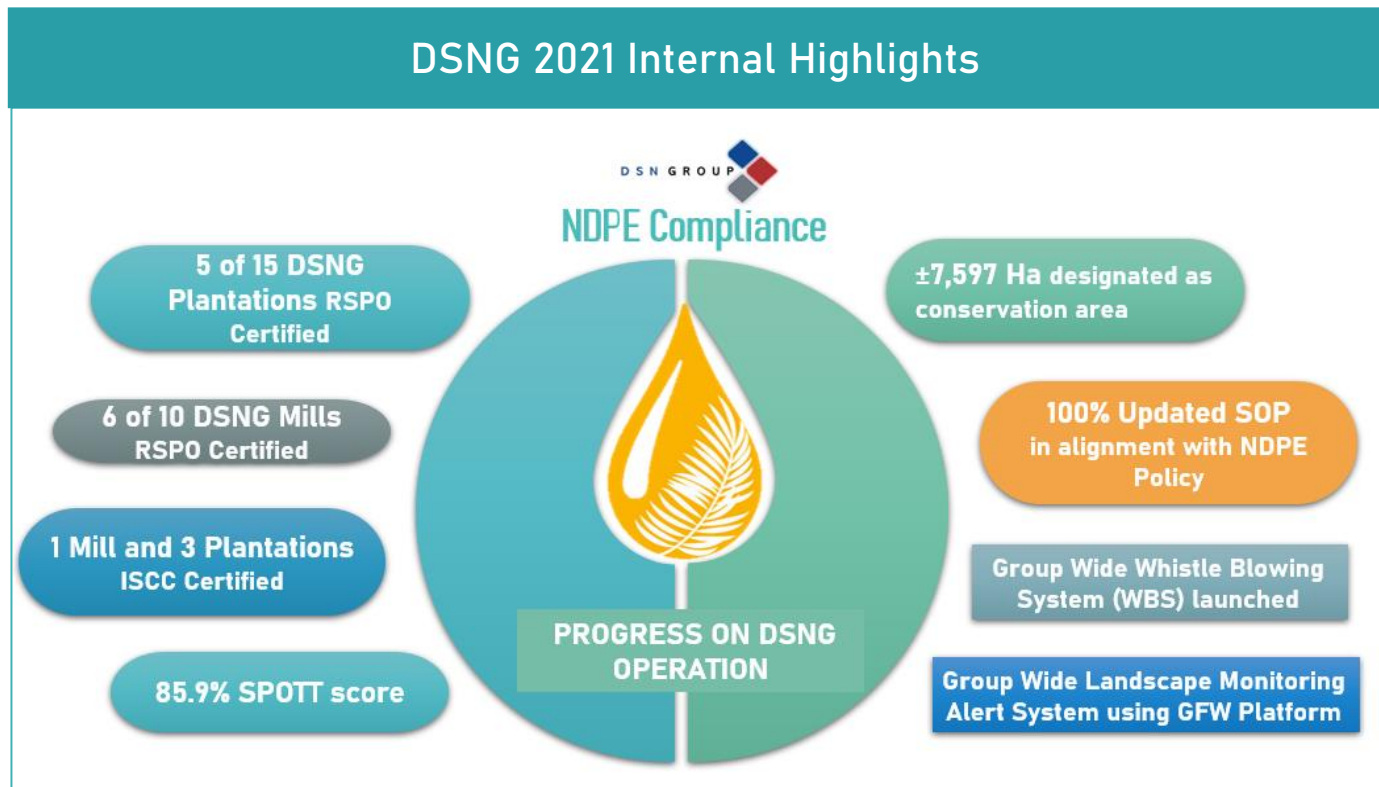 DSNG 2021 Internal Highlights
DSN GROUP
NDPE Compliance
5 of 15 DSNG
Plantations RSPO
Certified
6 of 10 DSNG Mills
RSPO Certified
1 Mill and 3 Plantations
ISCC Certified
85.9% SPOTT score
PROGRESS ON DSNG
OPERATION
±7,597 Ha designated as
conservation area
100% Updated SOP
in alignment with NDPE
Policy
Group Wide Whistle Blowing
System (WBS) launched
Group Wide Landscape Monitoring
Alert System using GFW Platform